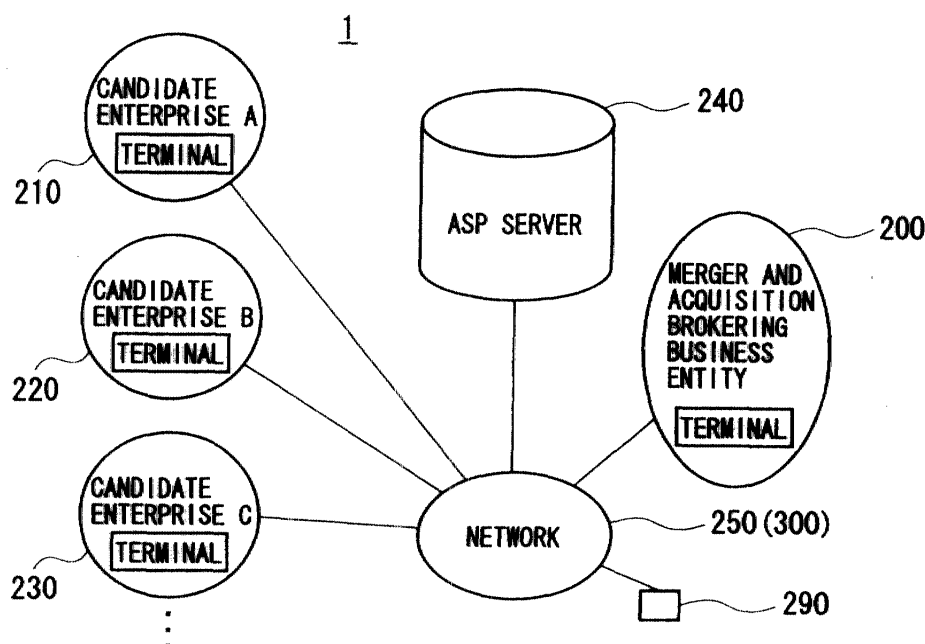 1
CANDIDATE
ENTERPRISE A
TERMINAL
210
240
ASP SERVER
200
MERGER AND
ACQUISITION
BROKERING
BUSINESS
ENTITY
TERMINAL
CANDIDATE
ENTERPRISE B
TERMINAL
220
CANDIDATE
ENTERPRISE C
TERMINAL
230
NETWORK
250(300)
290